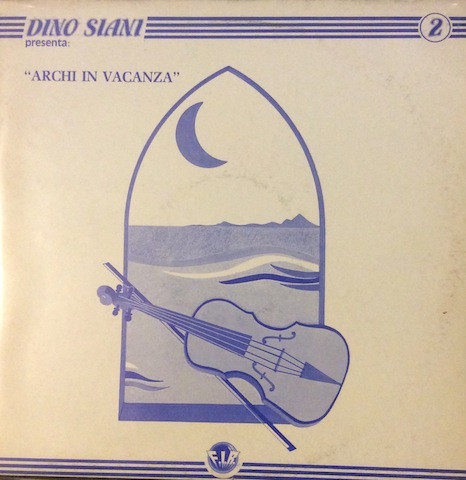 DINO SIANI
presenta:
2
"ARCHI IN VACANZA"
F.I.R.